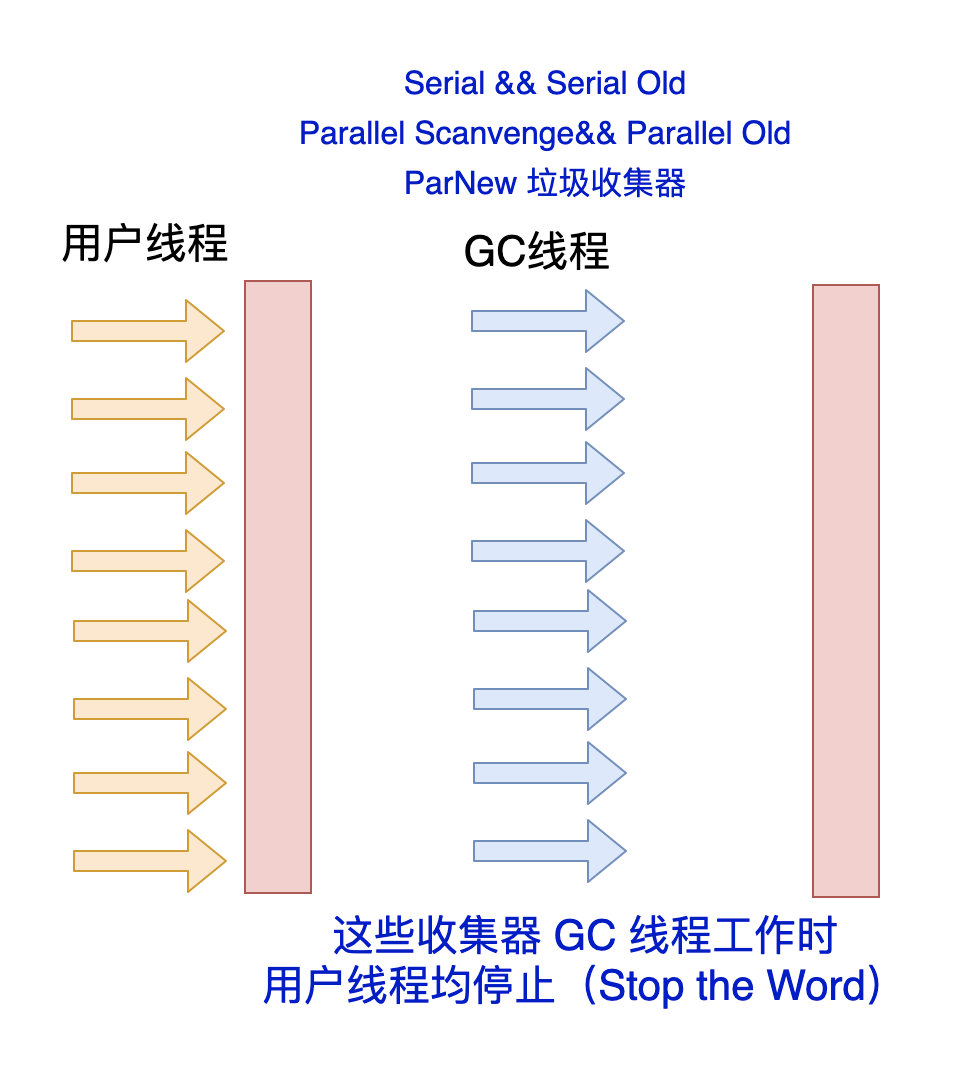 Serial && Serial Old
Parallel Scanvenge&& Parallel Old
ParNew 垃圾收集器
用户线程
GC线程
这些收集器 GC 线程工作时
用户线程均停止（Stop the Word）